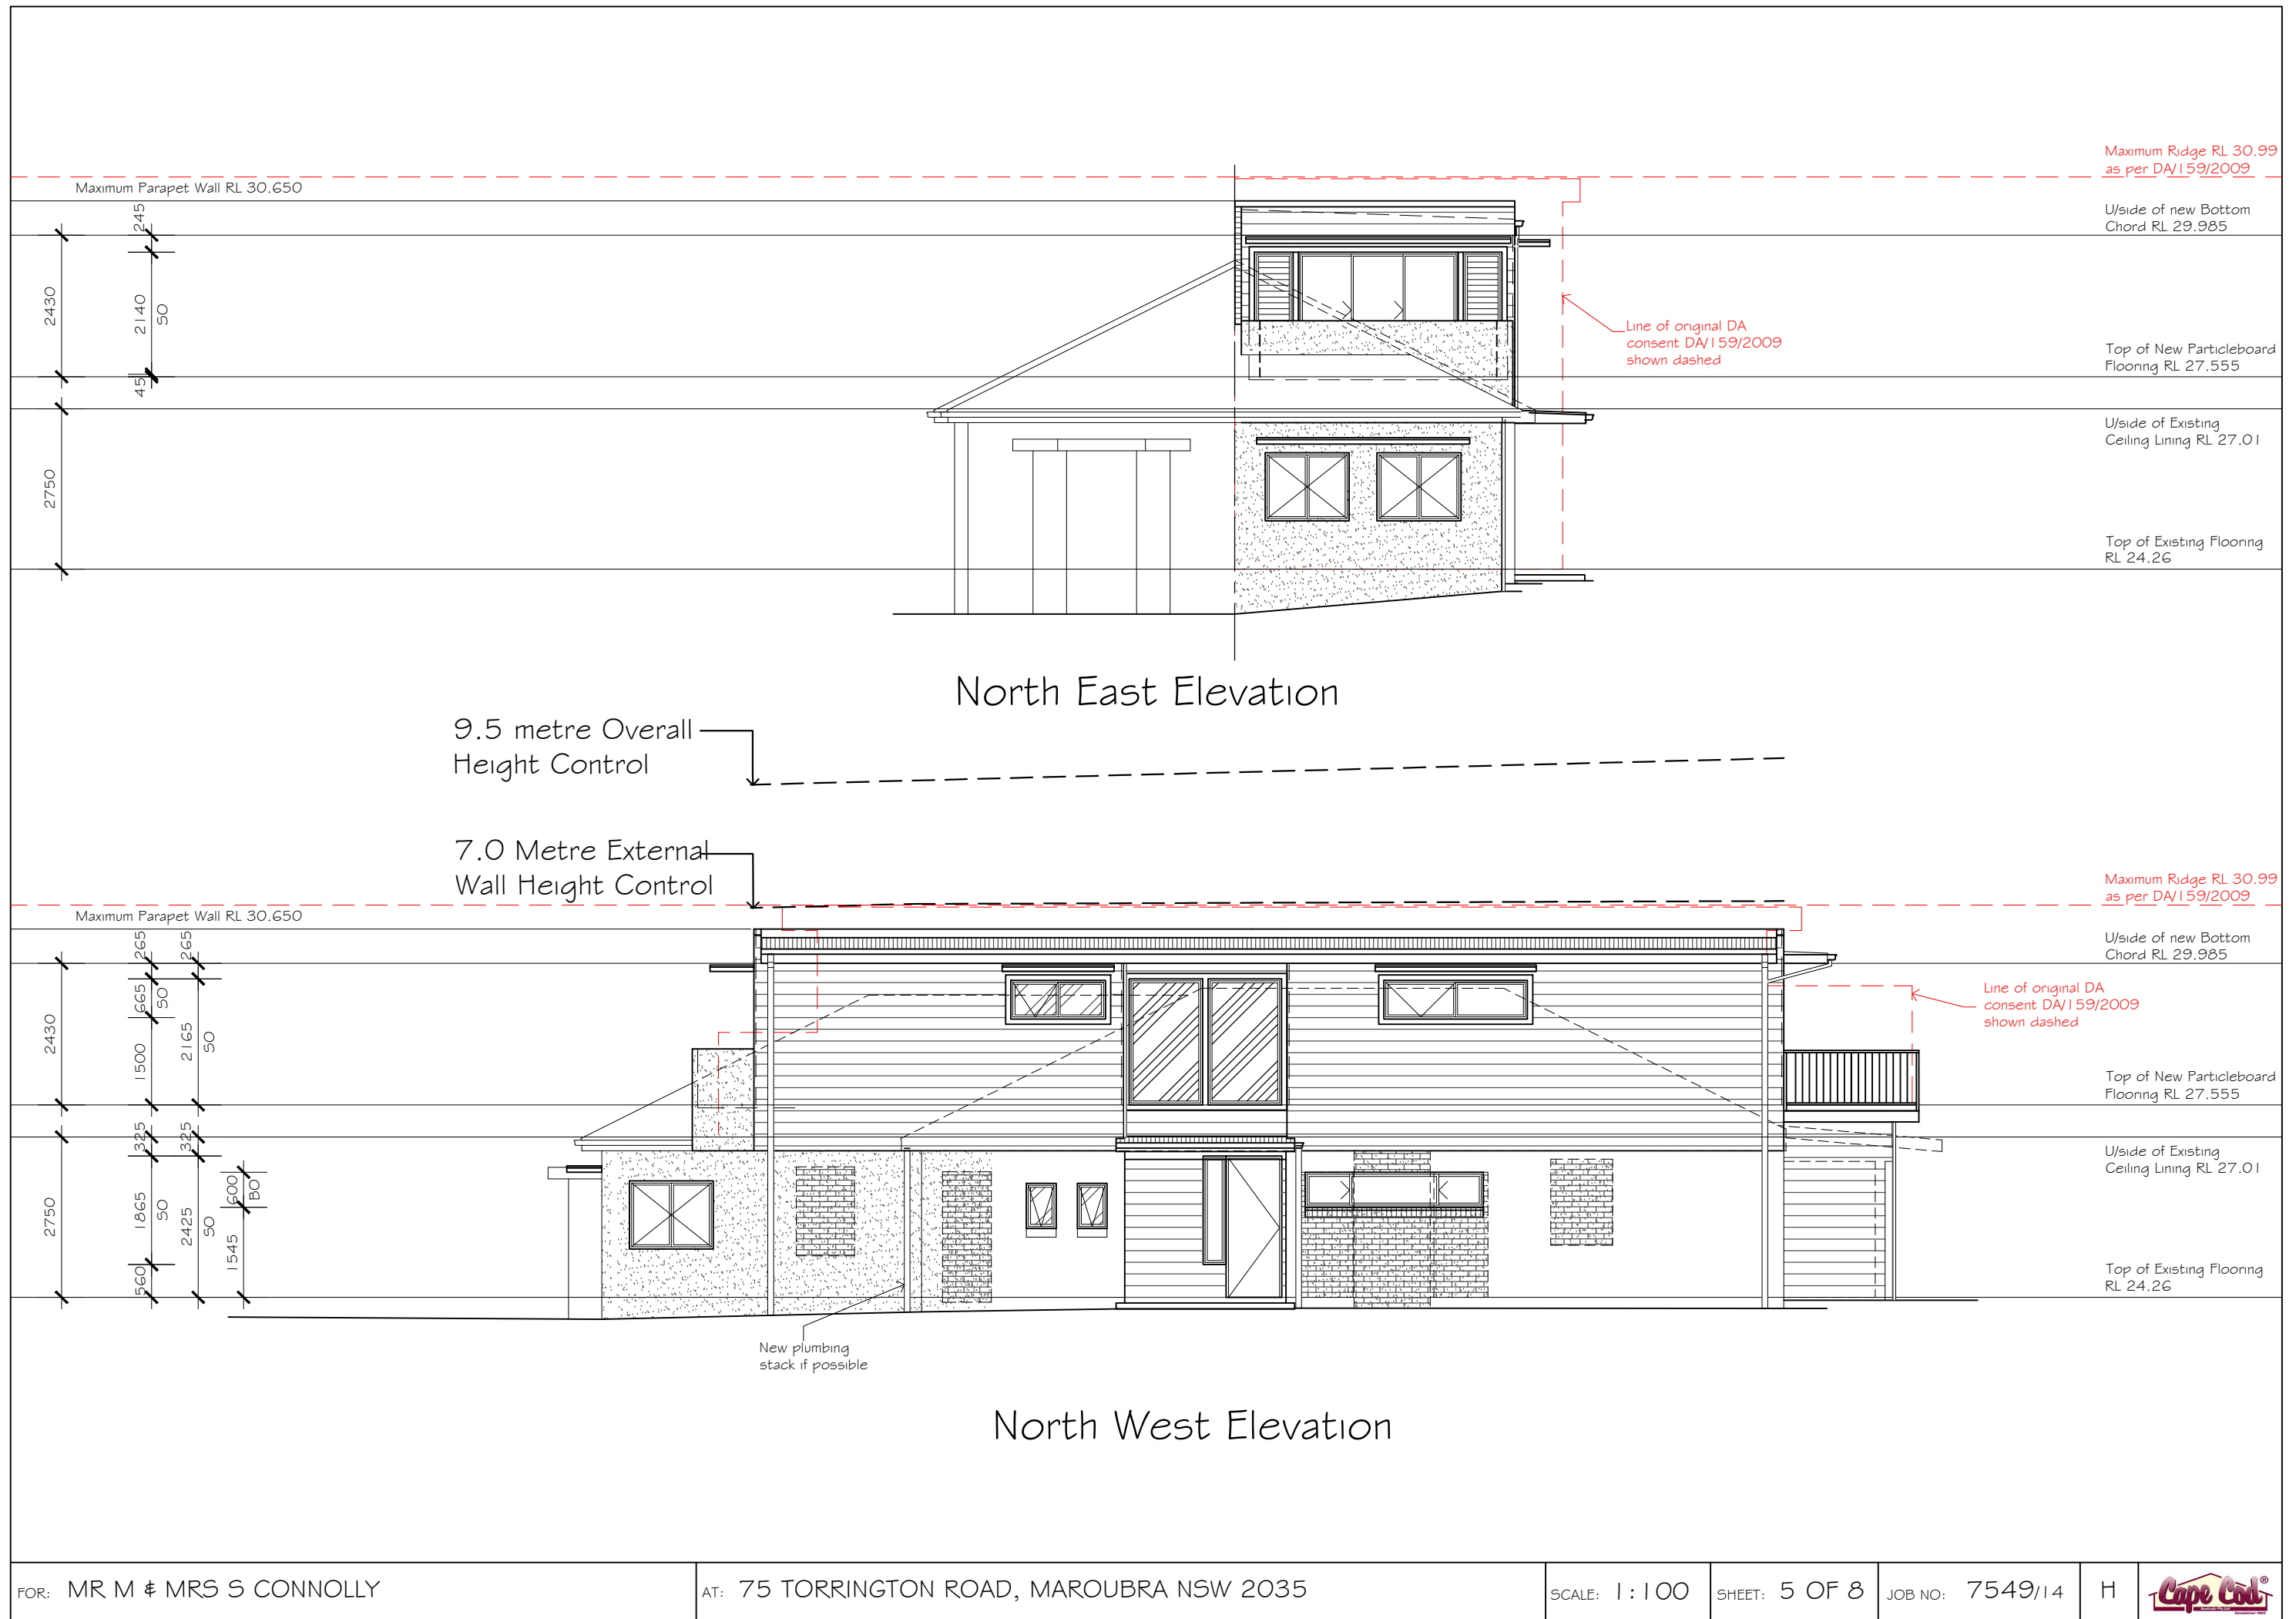 Maximum Ridge RL 30.99
as per DA/159/2009
Maximum Parapet Wall RL 30.650
U/side of new Bottom
Chord RL 29.985
245
2430
2140
SO
45
Line of original DA
consent DA/159/2009
shown dashed
Top of New Particleboard
Flooring RL 27.555
U/side of Existing
Ceiling Lining RL 27.01
2750
Top of Existing Flooring
RL 24.26
North East Elevation
9.5 metre Overall
Height Control
7.0 Metre External
Wall Height Control
Maximum Ridge RL 30.99
as per DA/159/2009
Maximum Parapet Wall RL 30.650
U/side of new Bottom
Chord RL 29.985
265
265
665
SO
2430
1500
2165
SO
Line of original DA
consent DA/159/2009
shown dashed
Top of New Particleboard
Flooring RL 27.555
325
325
U/side of Existing
Ceiling Lining RL 27.01
2750
1865
SO
2425
SO
600
BO
1545
560
Top of Existing Flooring
RL 24.26
New plumbing
stack if possible
North West Elevation
FOR: MR M & MRS S CONNOLLY
AT: 75 TORRINGTON ROAD, MAROUBRA NSW 2035
SCALE: 1:100
SHEET: 5 OF 8
JOB NO: 7549/14
H
Cape Cod®